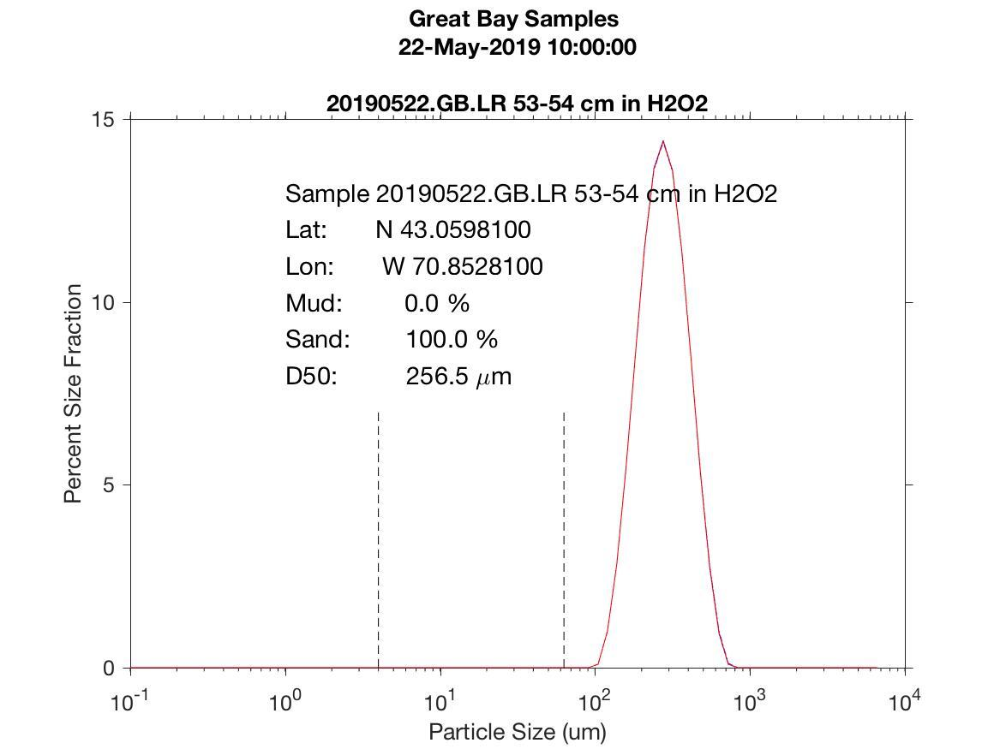 Great Bay Samples
22-May-2019 10:00:00
20190522.GB.LR 53-54 cm in H2O2
15
Sample 20190522.GB.LR 53-54 cm in H2O2
Lat: N 43.0598100
Lon: W 70.8528100
Mud: 0.0 %
Sand: 100.0 %
D50: 256.5 μm
10
5
0
Percent Size Fraction
10-1 100 101 102 103 104
Particle Size (um)